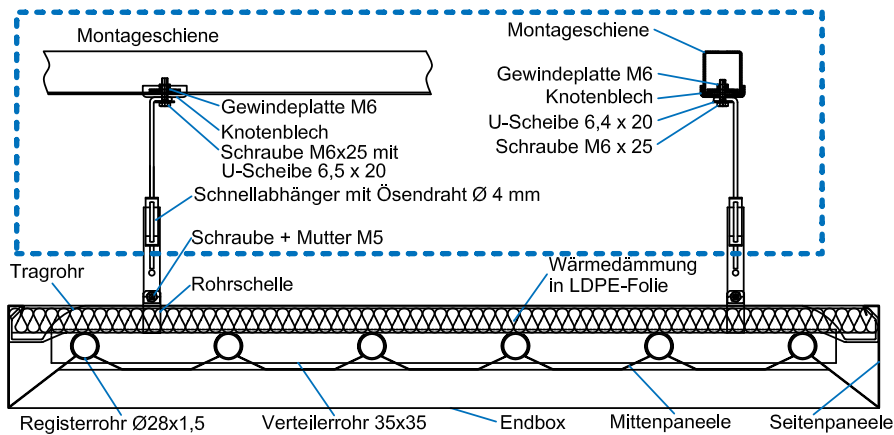 Montageschiene
Gewindeplatte M6
Knotenblech
Schraube M6x25 mit
U-Scheibe 6,5 x 20
Schnellabhänger mit Ösendraht Ø 4 mm
Schraube + Mutter M5
Montageschiene
Gewindeplatte M6
Knotenblech
U-Scheibe 6,4 x 20
Schraube M6 x 25
Tragrohr
Rohrschelle
Wärmedämmung
in LDPE-Folie
Registerrohr Ø28x1,5
Verteilerrohr 35x35
Endbox
Mittenpaneele
Seitenpaneele